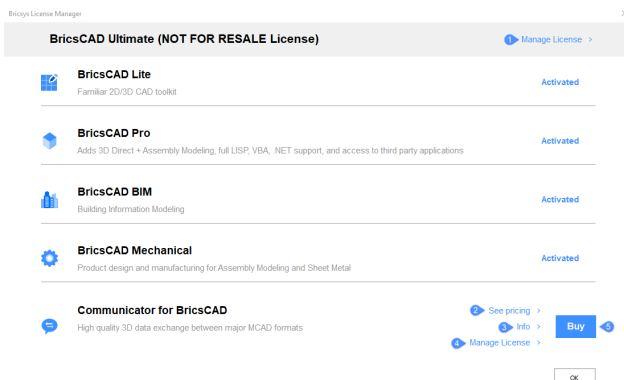 Bricsys License Manager
BricsCAD Ultimate (NOT FOR RESALE License)
1 Manage License >
BricsCAD Lite
Familiar 2D/3D CAD toolkit
Activated
BricsCAD Pro
Adds 3D Direct + Assembly Modeling, full LISP, VBA, .NET support, and access to third party applications
Activated
BricsCAD BIM
Building Information Modeling
Activated
BricsCAD Mechanical
Product design and manufacturing for Assembly Modeling and Sheet Metal
Activated
Communicator for BricsCAD
High quality 3D data exchange between major MCAD formats
2 See pricing >
3 Info >
4 Manage License >
Buy 5
OK